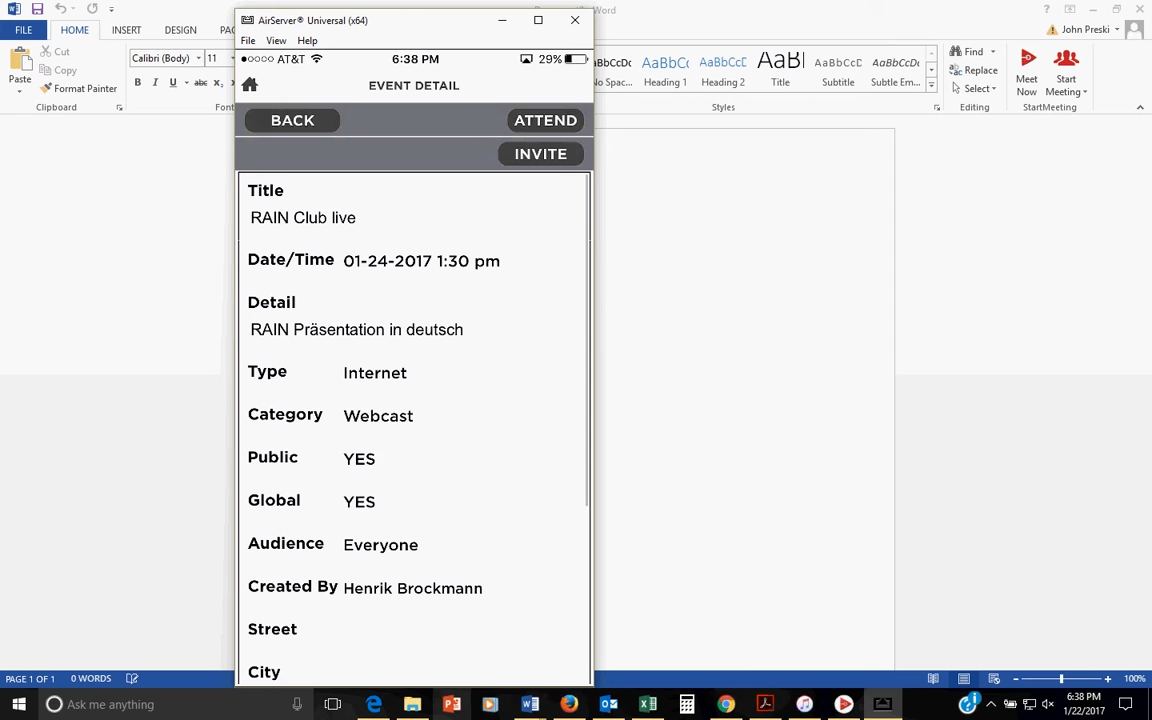 AirServer® Universal (x64)
Word
John Preski
FILE
HOME
INSERT
DESIGN
File
View
Help
AT&T
6:38 PM
29%
EVENT DETAIL
BACK
ATTEND
INVITE
Title
RAIN Club live
Date/Time 01-24-2017 1:30 pm
Detail
RAIN Präsentation in deutsch
Type Internet
Category Webcast
Public YES
Global YES
Audience Everyone
Created By Henrik Brockmann
Street
City
Paste
Cut
Copy
Format Painter
Clipboard
Calibri (Body)
11
B I U abc x
Heading 1
Heading 2
Title
Subtitle
Subtle Em...
AaBbCc
AaBbCcE
AaB
AaBbCcC
AaBbCcDc
Styles
Find
Replace
Select
Editing
Meet
Now
Start
Meeting
StartMeeting
PAGE 1 OF 1
0 WORDS
100%
Ask me anything
6:38 PM
1/22/2017